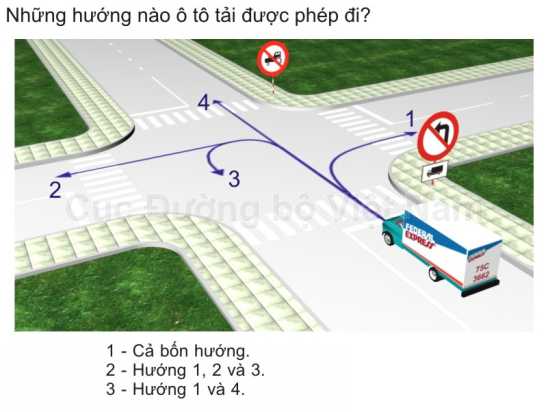 Những hướng nào ô tô tải được phép đi?
4
1
2
3
Cục Đường bộ Việt Nam
FEDERAL
EXPRESS
75C
3662
1 - Cả bốn hướng.
2 - Hướng 1, 2 và 3.
3 - Hướng 1 và 4.